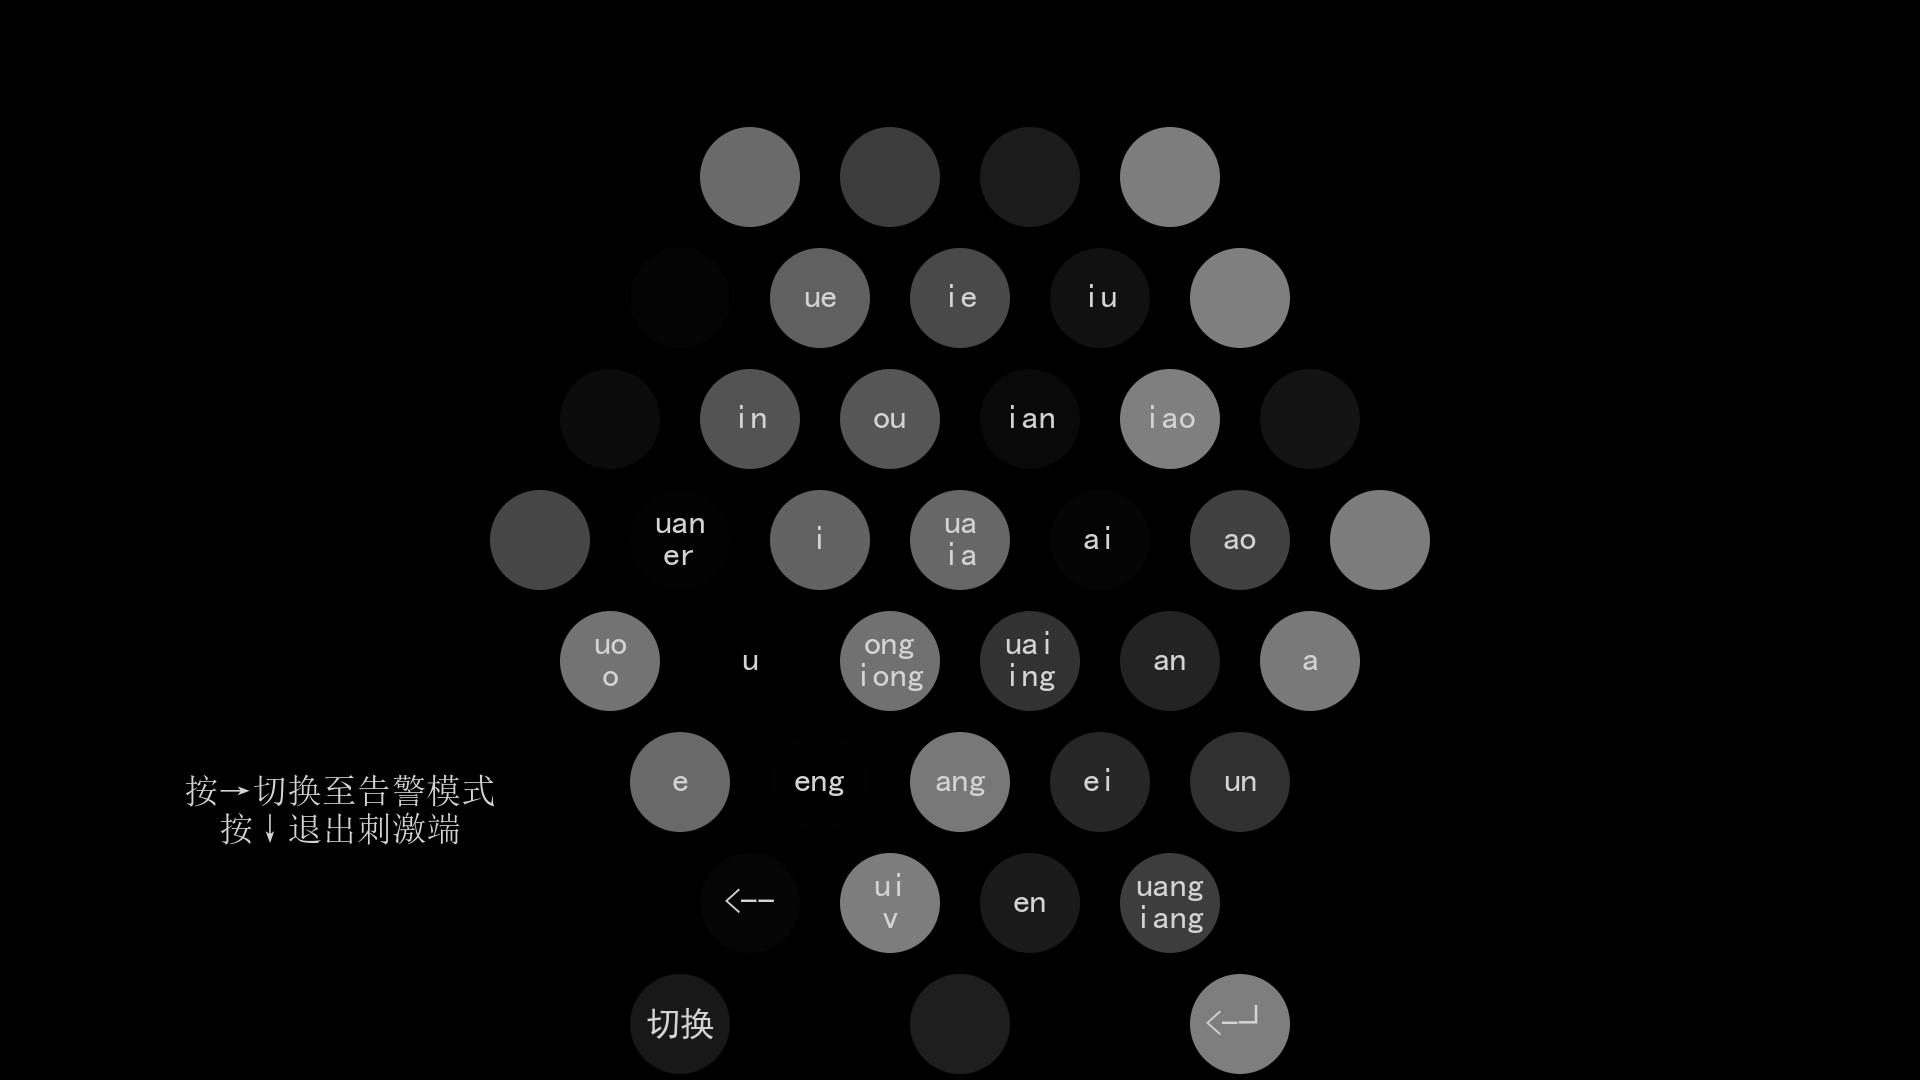 ue ie iu
in ou ian iao
uan i ua ai ao
er ia
uo u ong uai an a
o iong ing
e eng ang ei un
按→切换至告警模式
按↓退出刺激端
<-- ui en uang
v iang
切换 <-┘